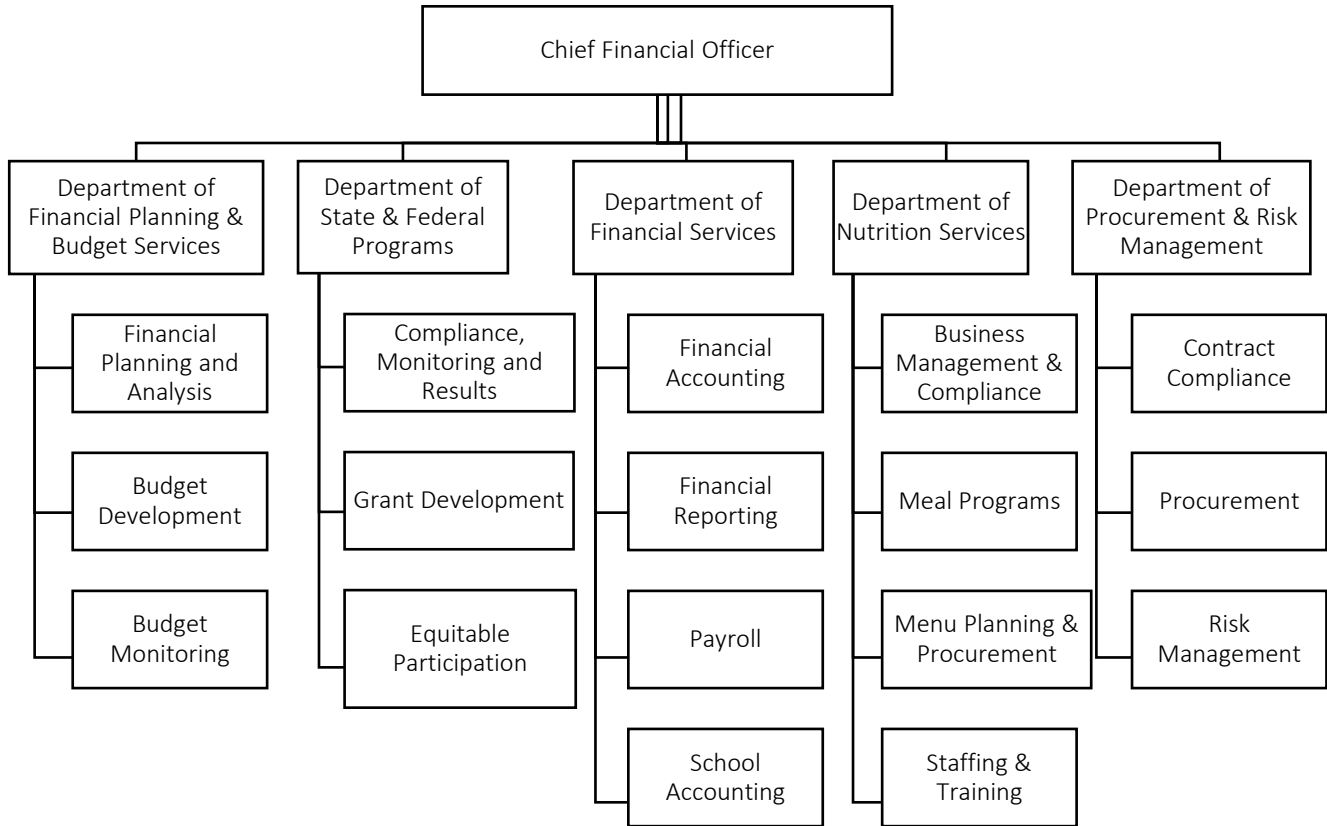 Chief Financial Officer
Department of
Financial Planning &
Budget Services
Department of
State & Federal
Programs
Department of
Financial Services
Department of
Nutrition Services
Department of
Procurement & Risk
Management
Financial
Planning and
Analysis
Budget
Development
Budget
Monitoring
Compliance,
Monitoring and
Results
Grant Development
Equitable
Participation
Financial
Accounting
Financial
Reporting
Payroll
School
Accounting
Business
Management &
Compliance
Meal Programs
Menu Planning &
Procurement
Staffing &
Training
Contract
Compliance
Procurement
Risk
Management